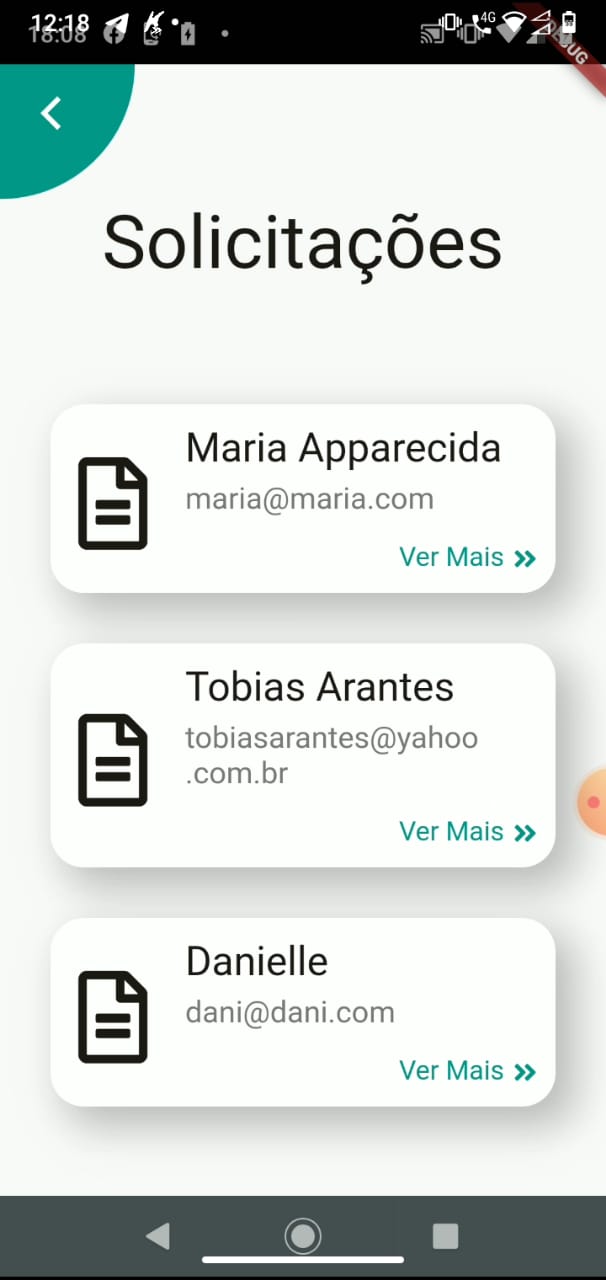 12:18
18:08
4G
DEBUG
Solicitações
Maria Apparecida
maria@maria.com
Ver Mais
Tobias Arantes
tobiasarantes@yahoo
.com.br
Ver Mais
Danielle
dani@dani.com
Ver Mais